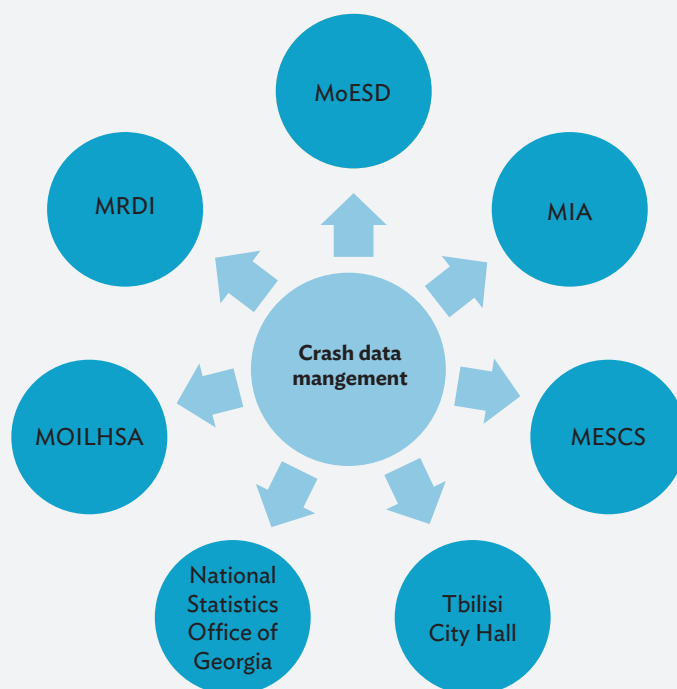 MoESD
MRDI
MIA
Crash data
mangement
MOILHSA
MESCS
National
Statistics
Office of
Georgia
Tbilisi
City Hall